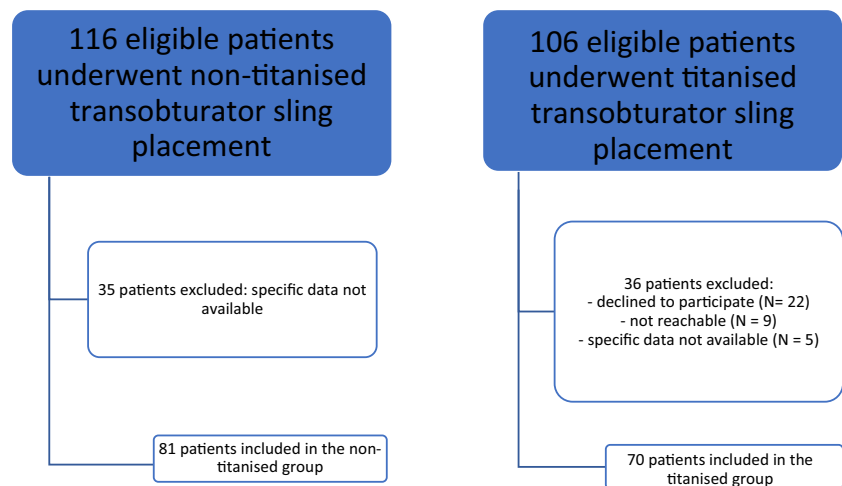 116 eligible patients
underwent non-titanised
transobturator sling
placement
35 patients excluded: specific data not
available
81 patients included in the non-
titanised group
106 eligible patients
underwent titanised
transobturator sling
placement
36 patients excluded:
- declined to participate (N= 22)
- not reachable (N = 9)
- specific data not available (N = 5)
70 patients included in the
titanised group